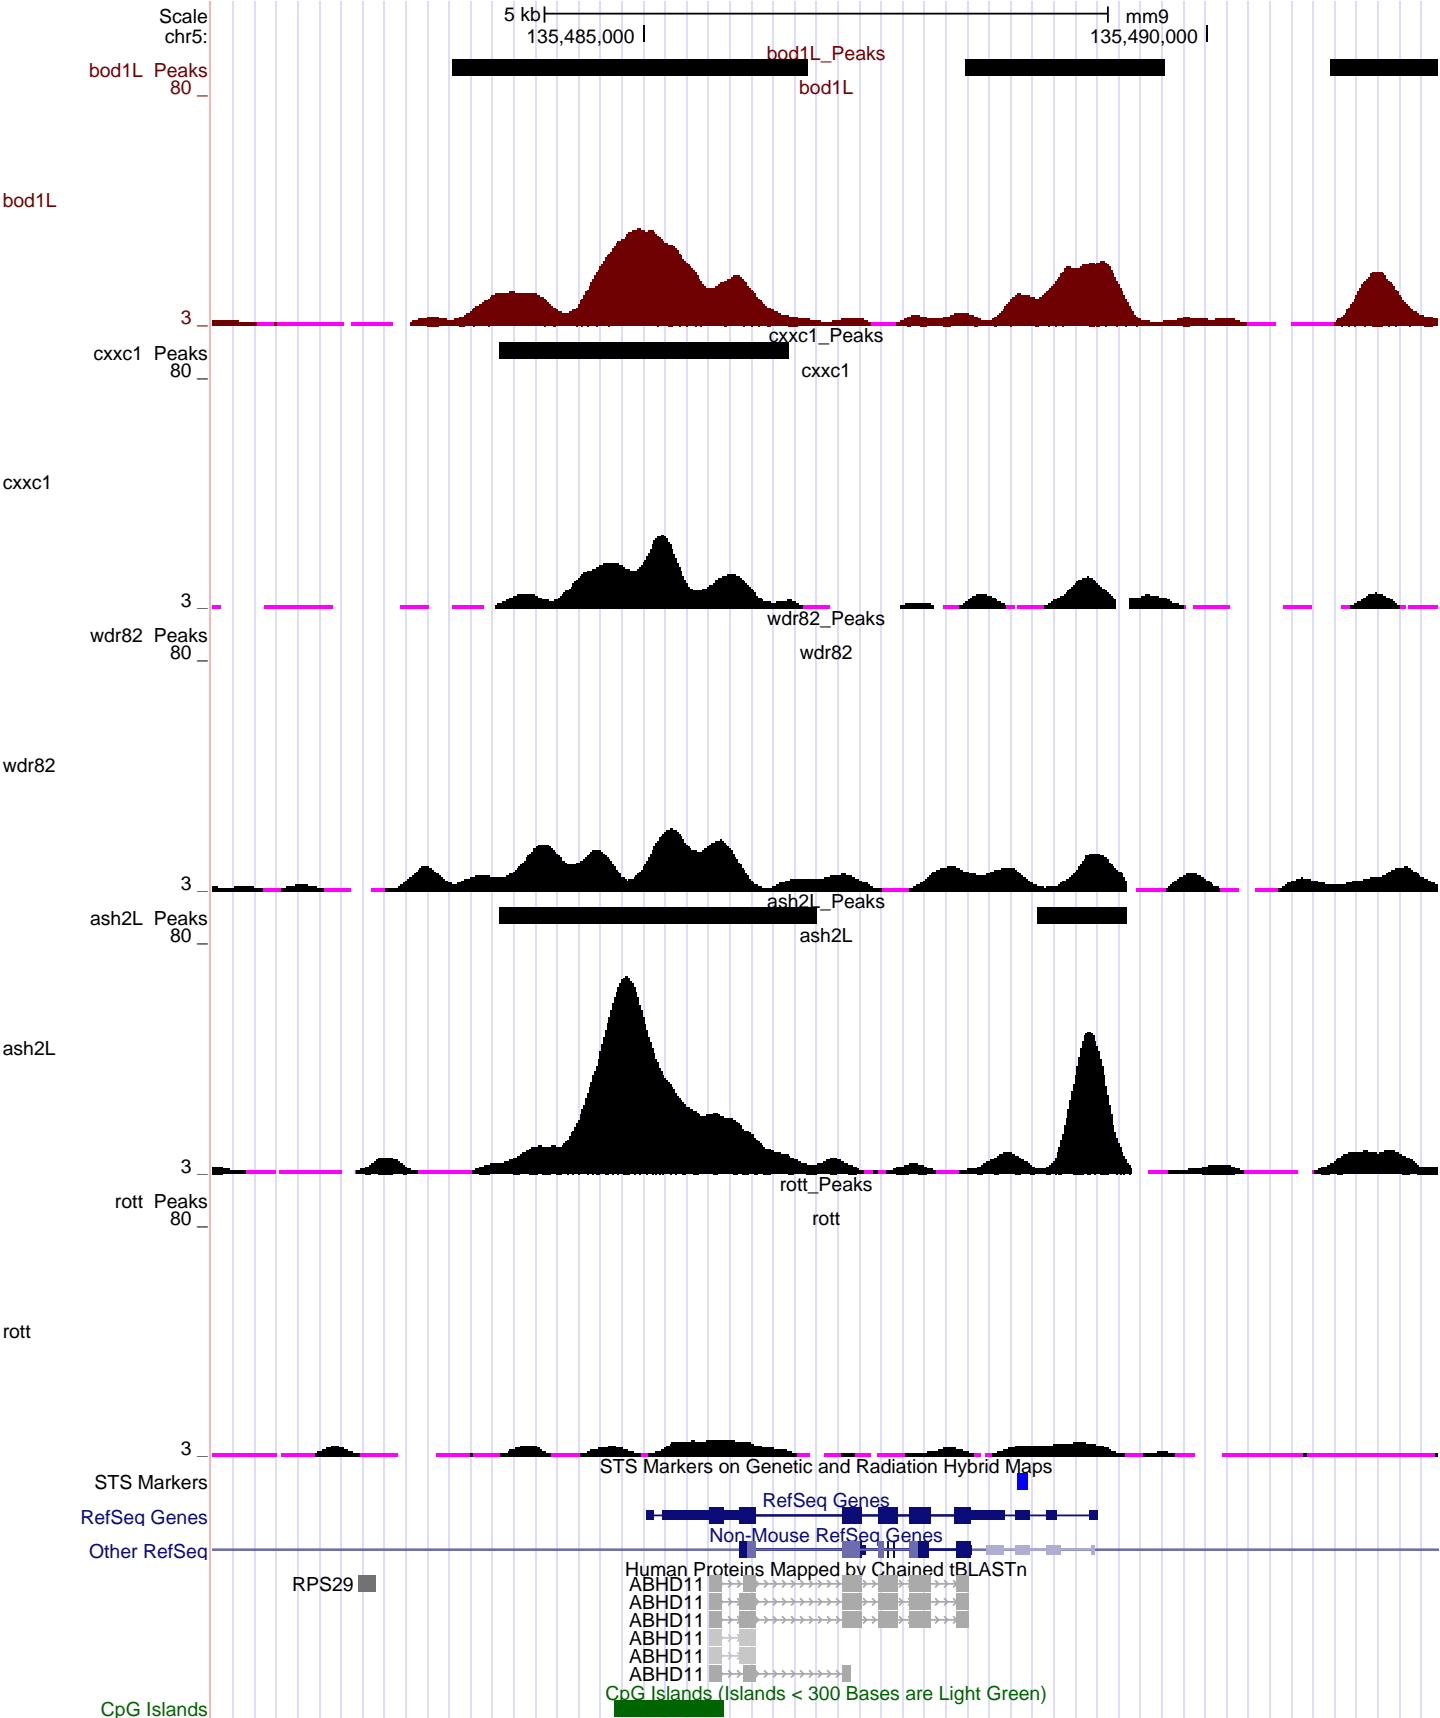 Scale 5 kb mm9
chr5: 135,485,000 135,490,000
bod1L_Peaks
bod1L Peaks
80 _ bod1L
bod1L
3 _
cxxc1_Peaks
cxxc1 Peaks
80 _ cxxc1
cxxc1
3 _
wdr82_Peaks
wdr82 Peaks
80 _ wdr82
wdr82
3 _
ash2L_Peaks
ash2L Peaks
80 _ ash2L
ash2L
3 _
rott_Peaks
rott Peaks
80 _ rott
rott
3 _
STS Markers on Genetic and Radiation Hybrid Maps
STS Markers
RefSeq Genes
RefSeq Genes
Non-Mouse RefSeq Genes
Other RefSeq
Human Proteins Mapped by Chained tBLASTn
RPS29 ABHD11
ABHD11
ABHD11
ABHD11
ABHD11
ABHD11
CpG Islands (Islands < 300 Bases are Light Green)
CpG Islands